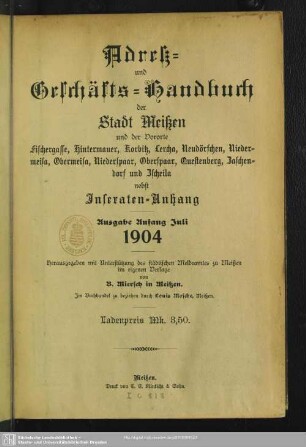 Adreß-
und
Geschäfts-Handbuch
der
Stadt Meißen
und der Vororte
Fischergasse, Hintermauer, Korbitz, Lercha, Neudörfchen, Nieder-
meisa, Obermeisa, Niederspaar, Oberspaar, Questenberg, Zaschen-
dorf und Zscheila
nebst
Inseraten-Anhang
Ausgabe Anfang Juli
1904
Herausgegeben mit Unterstützung des städtischen Meldeamtes zu Meißen
im eigenen Verlage
von
B. Miersch in Meißen.
Im Buchhandel zu beziehen durch Louis Mosche, Meißen.
Ladenpreis Mk. 3,50.
Meißen.
Druck von C. E. Klinkicht & Sohn.